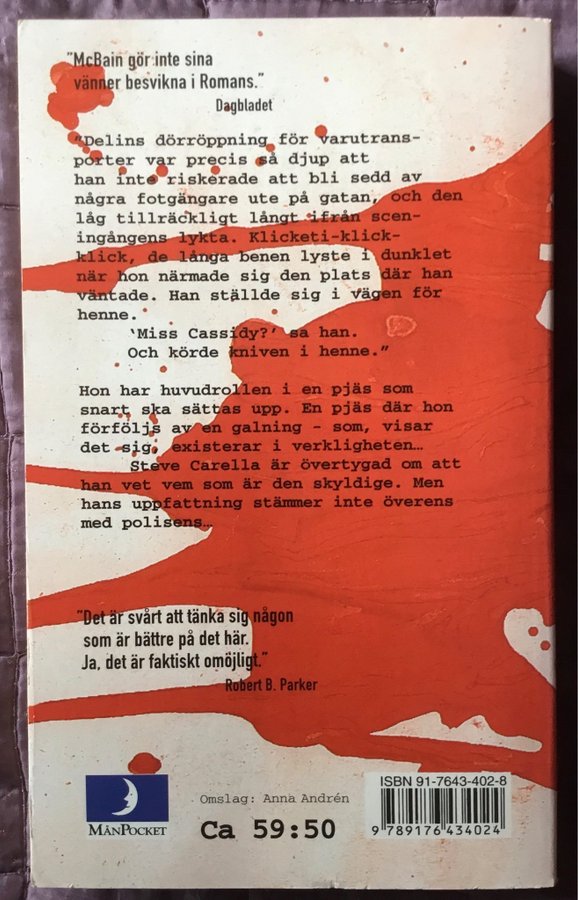 "McBain gör inte sina
vänner besvikna i Romans."
Dagbladet
"Delins dörröppning för varutrans-
porter var precis så djup att
han inte riskerade att bli sedd av
några fotgängare ute på gatan, och den
låg tillräckligt långt ifrån scen-
ingångens lykta. Klicketi-klick-
klick, de långa benen lyste i dunklet
när hon närmade sig den plats där han
väntade. Han ställde sig i vägen för
henne.
'Miss Cassidy?' sa han.
Och körde kniven i henne."
Hon har huvudrollen i en pjäs som
snart ska sättas upp. En pjäs där hon
förföljs av en galning – som, visar
det sig, existerar i verkligheten…
Steve Carella är övertygad om att
han vet vem som är den skyldige. Men
hans uppfattning stämmer inte överens
med polisens…
"Det är svårt att tänka sig någon
som är bättre på det här.
Ja, det är faktiskt omöjligt."
Robert B. Parker
MÅNPOCKET
Omslag: Anna Andrén
Ca 59:50
ISBN 91-7643-402-8
9 789176 434024